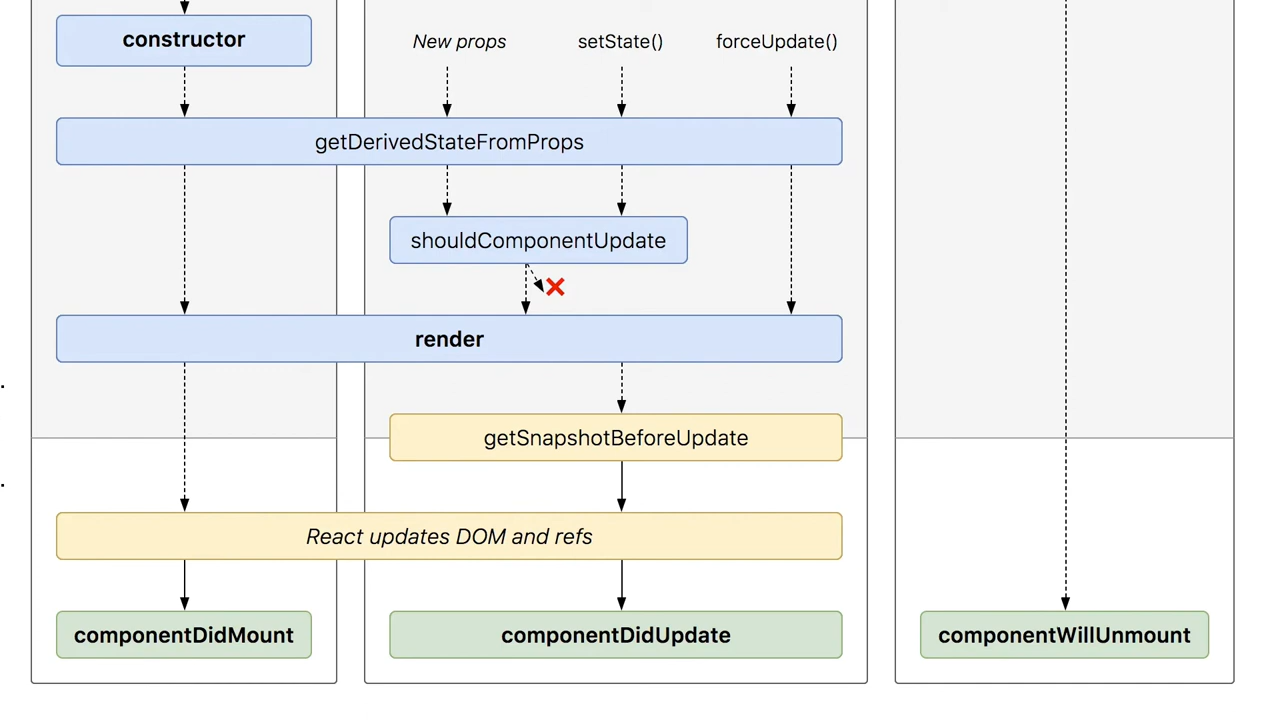 constructor
New props
setState()
forceUpdate()
getDerivedStateFromProps
shouldComponentUpdate
render
getSnapshotBeforeUpdate
React updates DOM and refs
componentDidMount
componentDidUpdate
componentWillUnmount